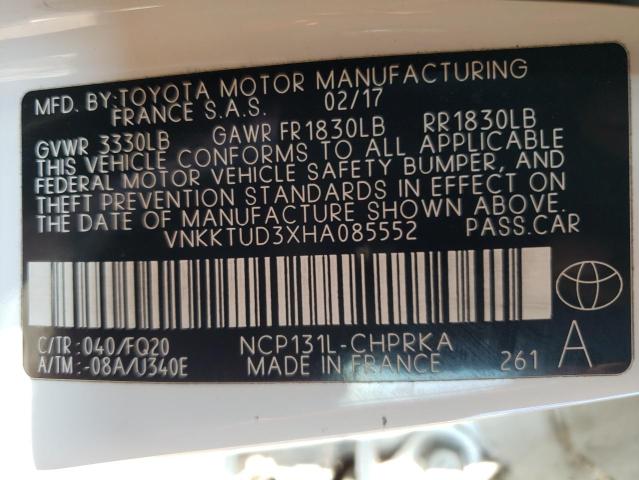 MFD. BY:TOYOTA MOTOR MANUFACTURING
FRANCE S.A.S. 02/17
GVWR 3330LB GAWR FR1830LB RR1830LB
THIS VEHICLE CONFORMS TO ALL APPLICABLE
FEDERAL MOTOR VEHICLE SAFETY BUMPER, AND
THEFT PREVENTION STANDARDS IN EFFECT ON
THE DATE OF MANUFACTURE SHOWN ABOVE.
VNKKTUD3XHA085552 PASS.CAR
C/TR: 040/FQ20 NCP131L-CHPRKA
A/TM: -08A/U340E MADE IN FRANCE 261 A